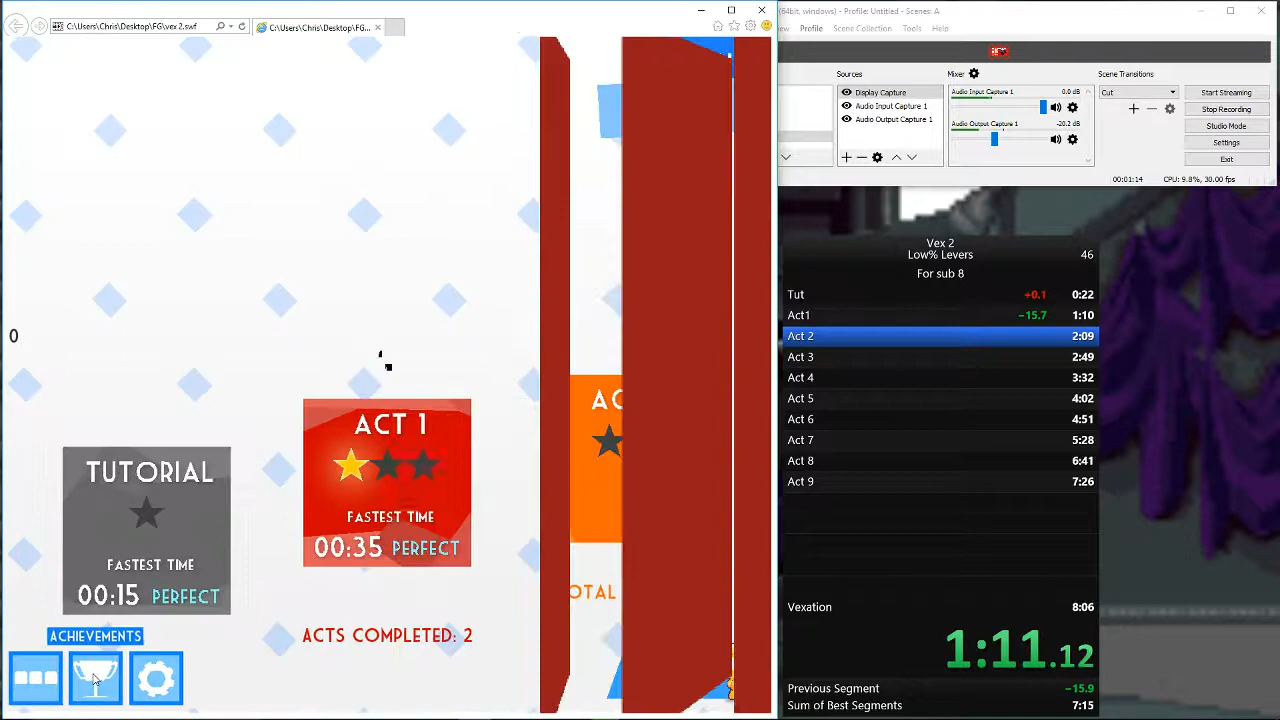 C:\Users\Chris\Desktop\FG\vex 2.swf
C:\Users\Chris\Desktop\FG...
(64bit, windows) - Profile: Untitled - Scenes: A
Profile Scene Collection Tools Help
Sources
Display Capture
Audio Input Capture 1
Audio Output Capture 1
Mixer
Audio Input Capture 1 0.0 dB
Audio Output Capture 1 -20.2 dB
Scene Transitions
Cut
Start Streaming
Stop Recording
Studio Mode
Settings
Exit
00:01:14 CPU: 9.8%, 30.00 fps
0
TUTORIAL
FASTEST TIME
00:15 PERFECT
ACT 1
FASTEST TIME
00:35 PERFECT
AC
OTAL
ACTS COMPLETED: 2
ACHIEVEMENTS
Vex 2
Low% Levers 46
For sub 8
Tut +0.1 0:22
Act1 −15.7 1:10
Act 2 2:09
Act 3 2:49
Act 4 3:32
Act 5 4:02
Act 6 4:51
Act 7 5:28
Act 8 6:41
Act 9 7:26
Vexation 8:06
1:11.12
Previous Segment −15.9
Sum of Best Segments 7:15